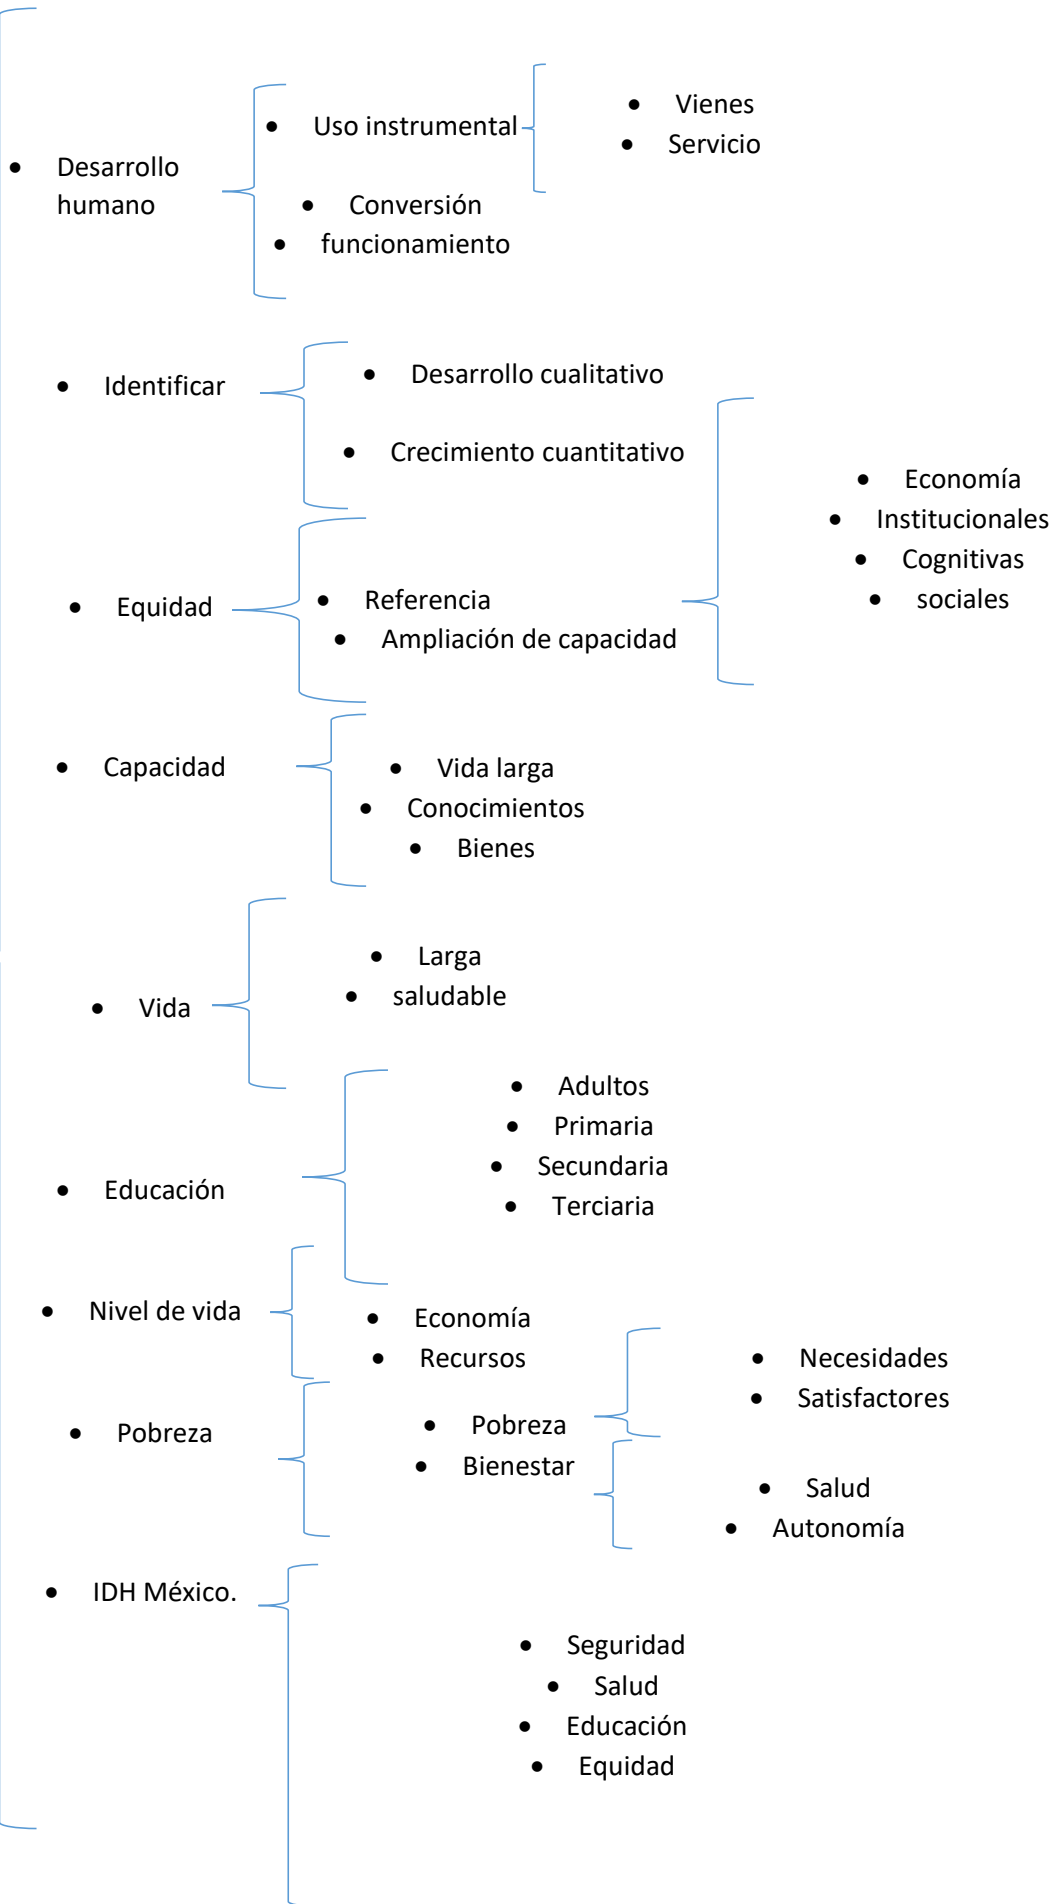 • Desarrollo
humano
• Uso instrumental
• Vienes
• Servicio
• Conversión
• funcionamiento
• Identificar
• Desarrollo cualitativo
• Crecimiento cuantitativo
• Equidad
• Referencia
• Ampliación de capacidad
• Economía
• Institucionales
• Cognitivas
• sociales
• Capacidad
• Vida larga
• Conocimientos
• Bienes
• Vida
• Larga
• saludable
• Educación
• Adultos
• Primaria
• Secundaria
• Terciaria
• Nivel de vida
• Economía
• Recursos
• Pobreza
• Pobreza
• Necesidades
• Satisfactores
• Bienestar
• Salud
• Autonomía
• IDH México.
• Seguridad
• Salud
• Educación
• Equidad